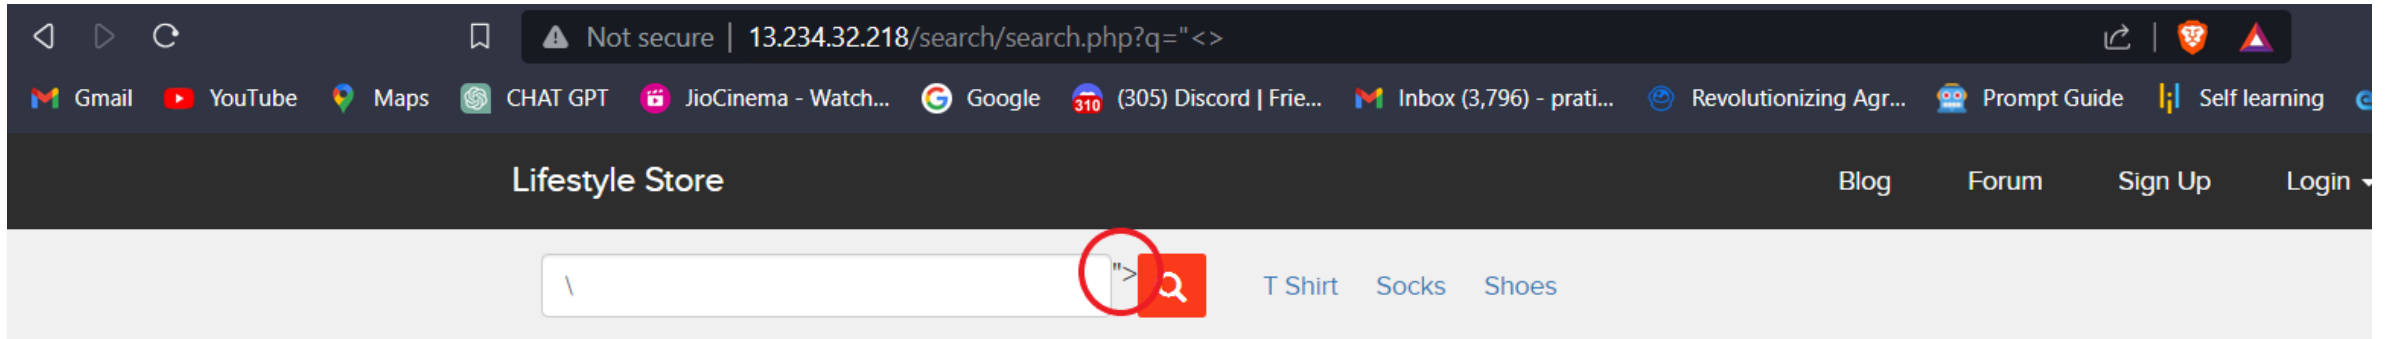 Not secure | 13.234.32.218/search/search.php?q="<>
Gmail YouTube Maps CHAT GPT JioCinema - Watch... Google 310 (305) Discord | Frie... Inbox (3,796) - prati... Revolutionizing Agr... Prompt Guide Self learning
Lifestyle Store Blog Forum Sign Up Login
\ "> T Shirt Socks Shoes